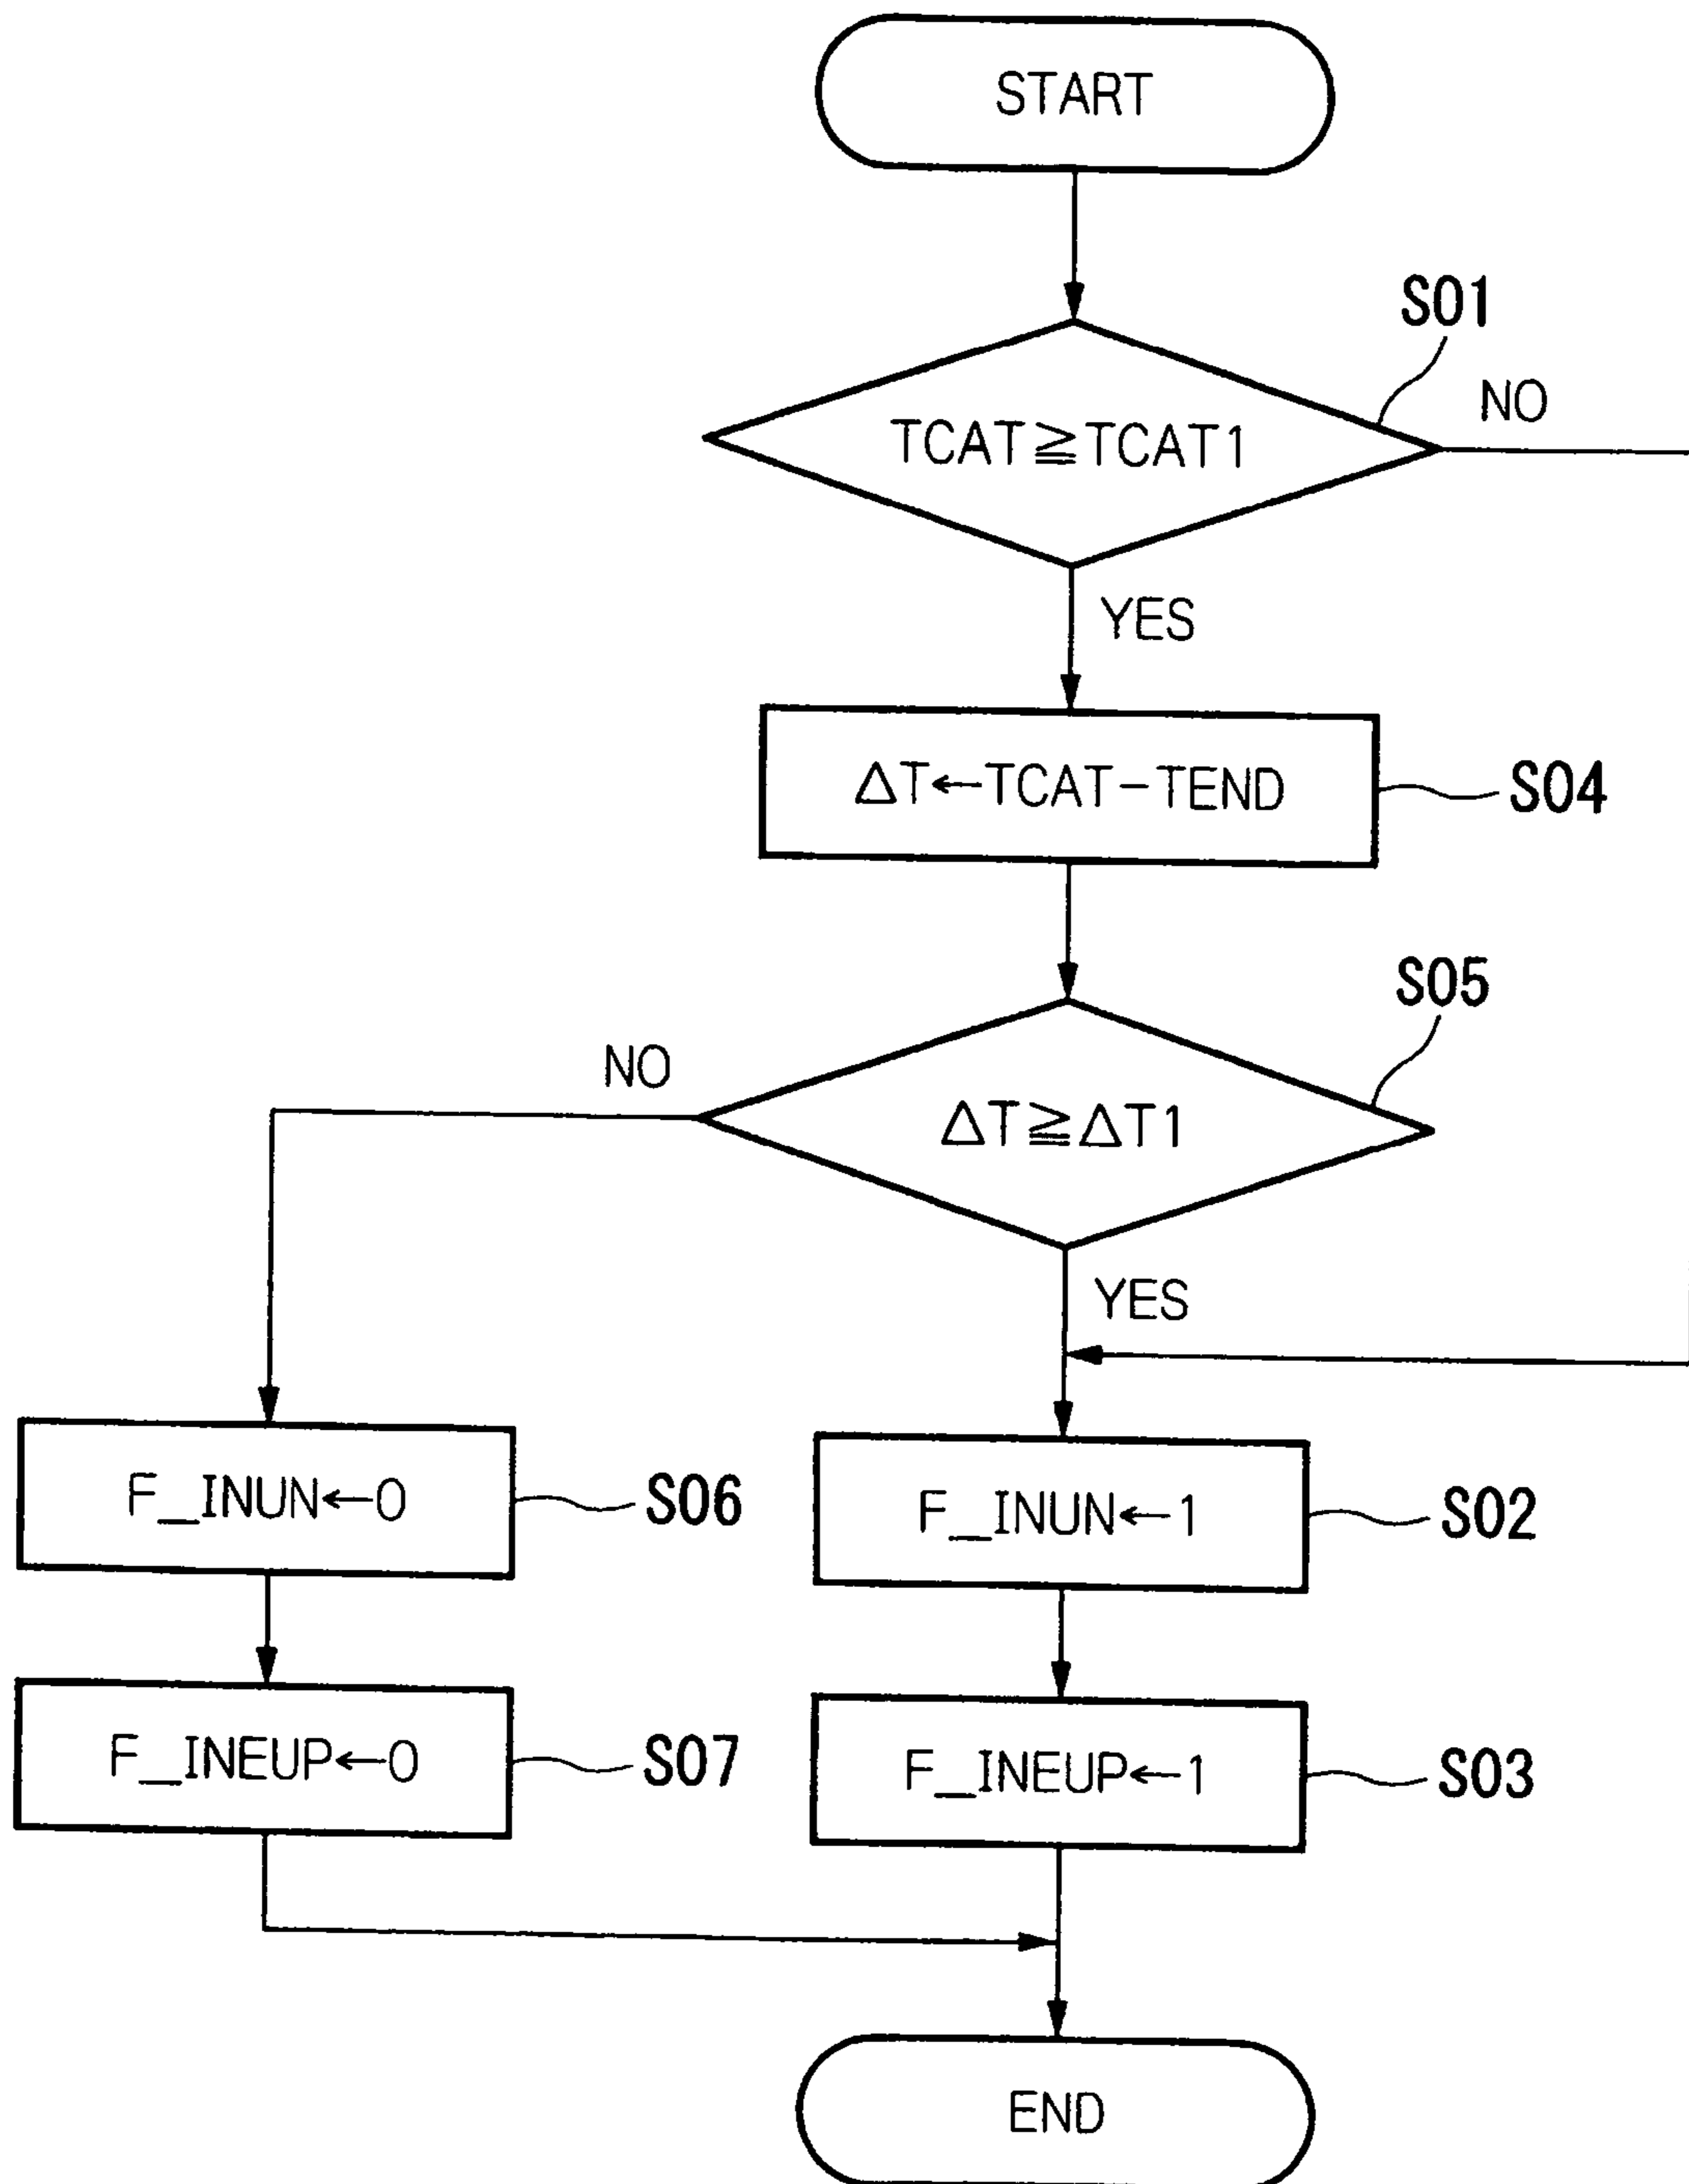 START
S01
NO
TCAT≧TCAT1
YES
ΔT←TCAT−TEND
S04
S05
NO
ΔT≧ΔT1
YES
F_INUN←0
S06
F_INUN←1
S02
F_INEUP←0
S07
F_INEUP←1
S03
END